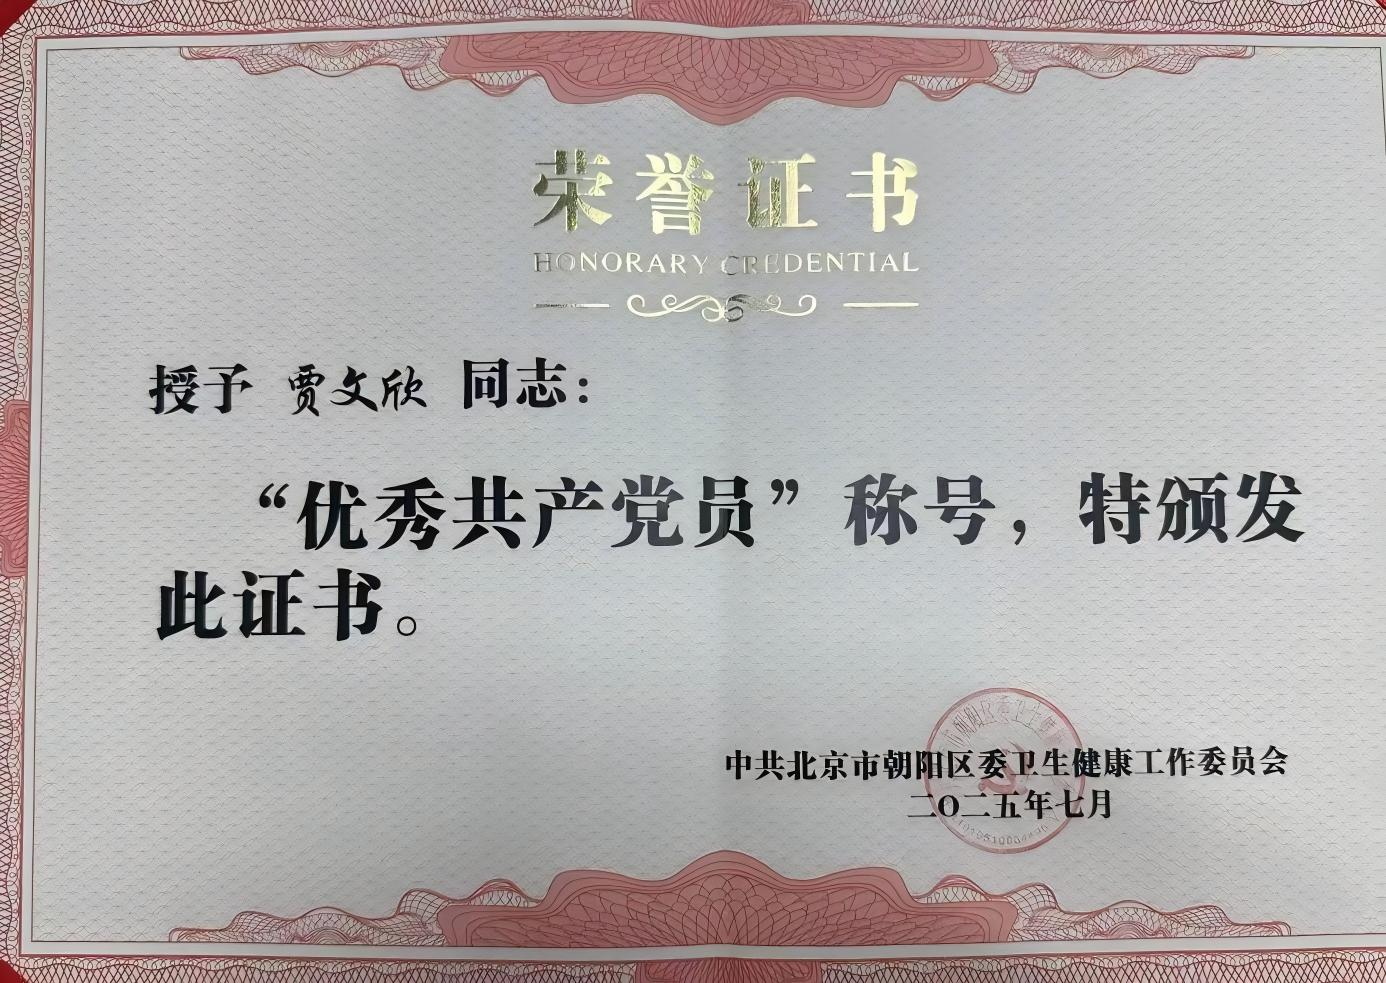 荣誉证书
HONORARY CREDENTIAL
授予 贾文欣 同志：
“优秀共产党员”称号，特颁发
此证书。
中共北京市朝阳区委卫生健康工作委员会
二〇二五年七月